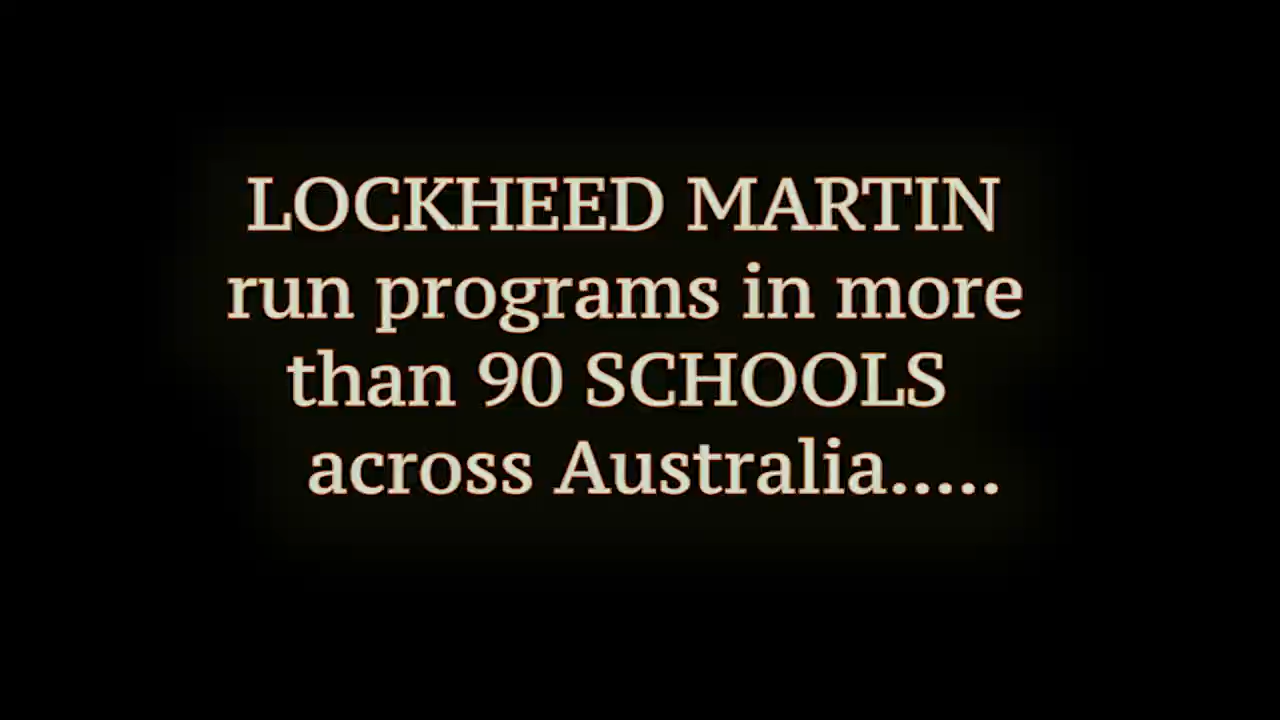 LOCKHEED MARTIN
run programs in more
than 90 SCHOOLS
across Australia.....